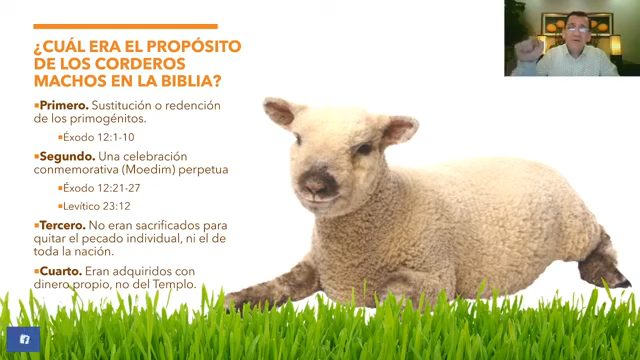 ¿CUÁL ERA EL PROPÓSITO
DE LOS CORDEROS
MACHOS EN LA BIBLIA?
▪Primero. Sustitución o redención
de los primogénitos.
▪Éxodo 12:1-10
▪Segundo. Una celebración
conmemorativa (Moedim) perpetua
▪Éxodo 12:21-27
▪Levítico 23:12
▪Tercero. No eran sacrificados para
quitar el pecado individual, ni el de
toda la nación.
▪Cuarto. Eran adquiridos con
dinero propio, no del Templo.